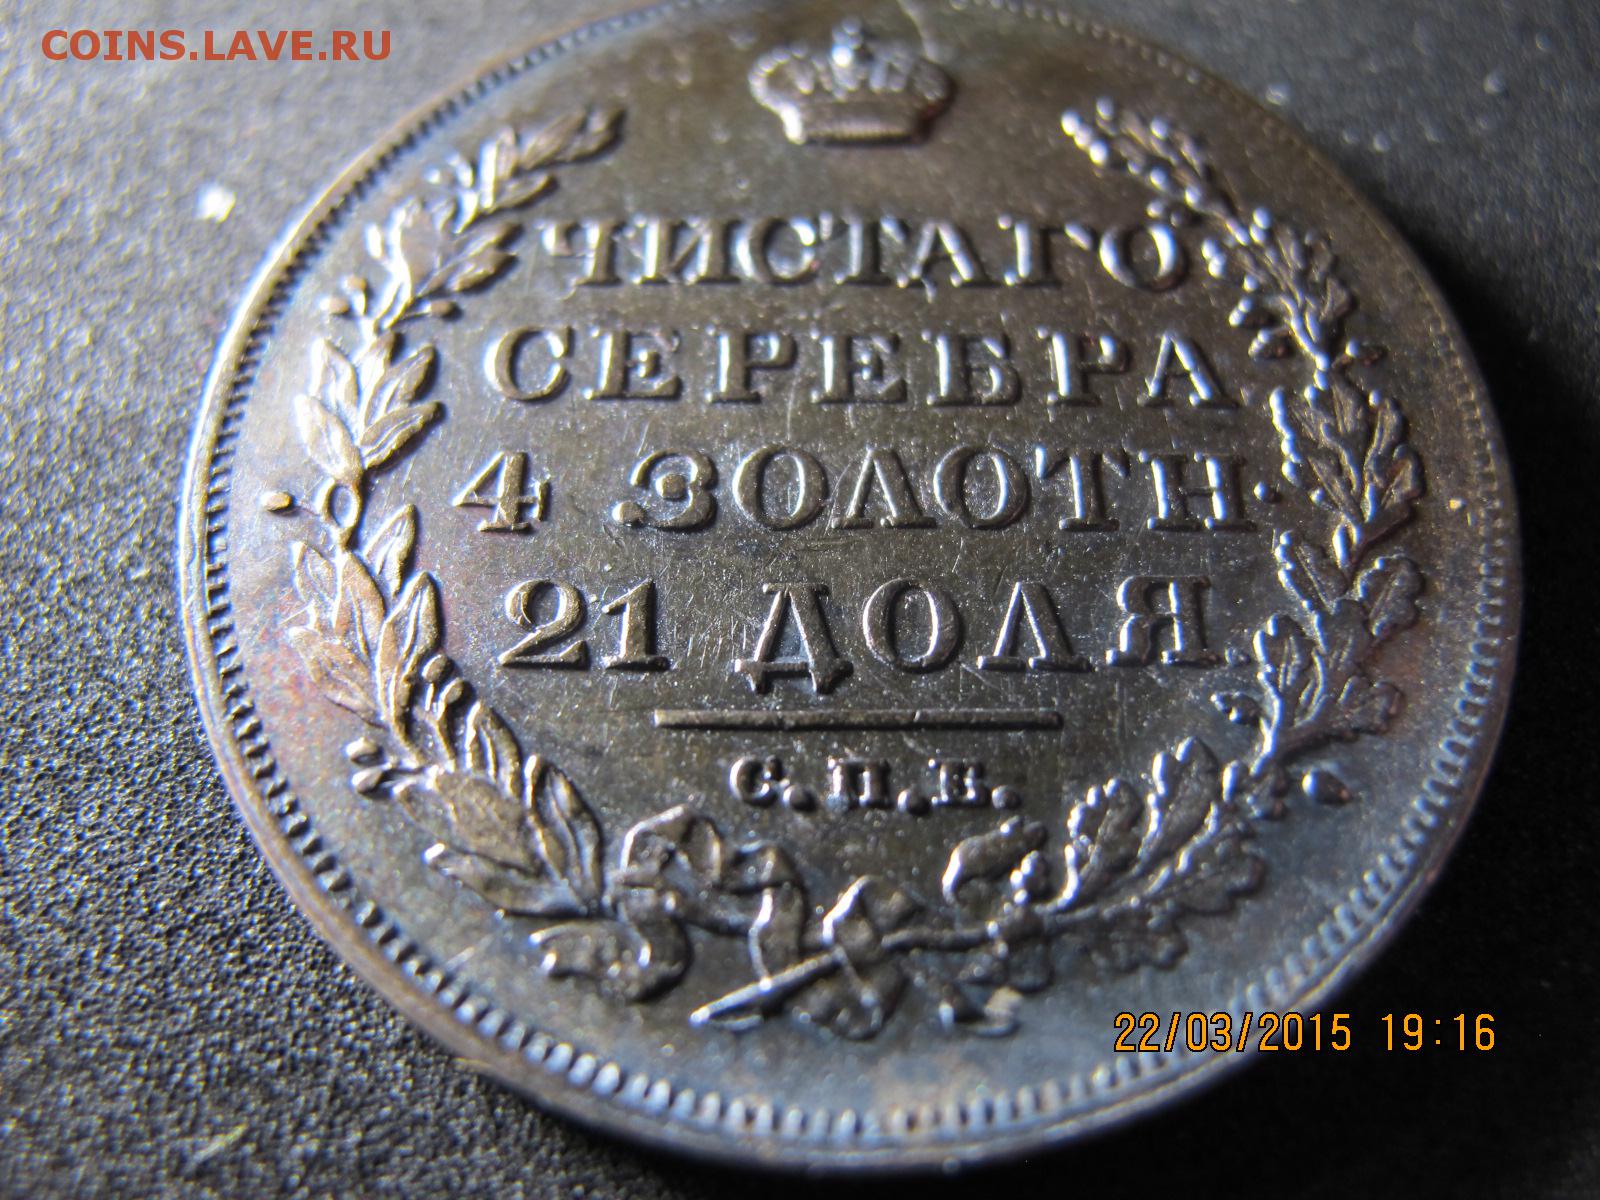 COINS.LAVE.RU
ЧИСТАГО
СЕРЕБРА
4 ЗОЛОТН.
21 ДОЛЯ.
С.П.Б.
22/03/2015 19:16